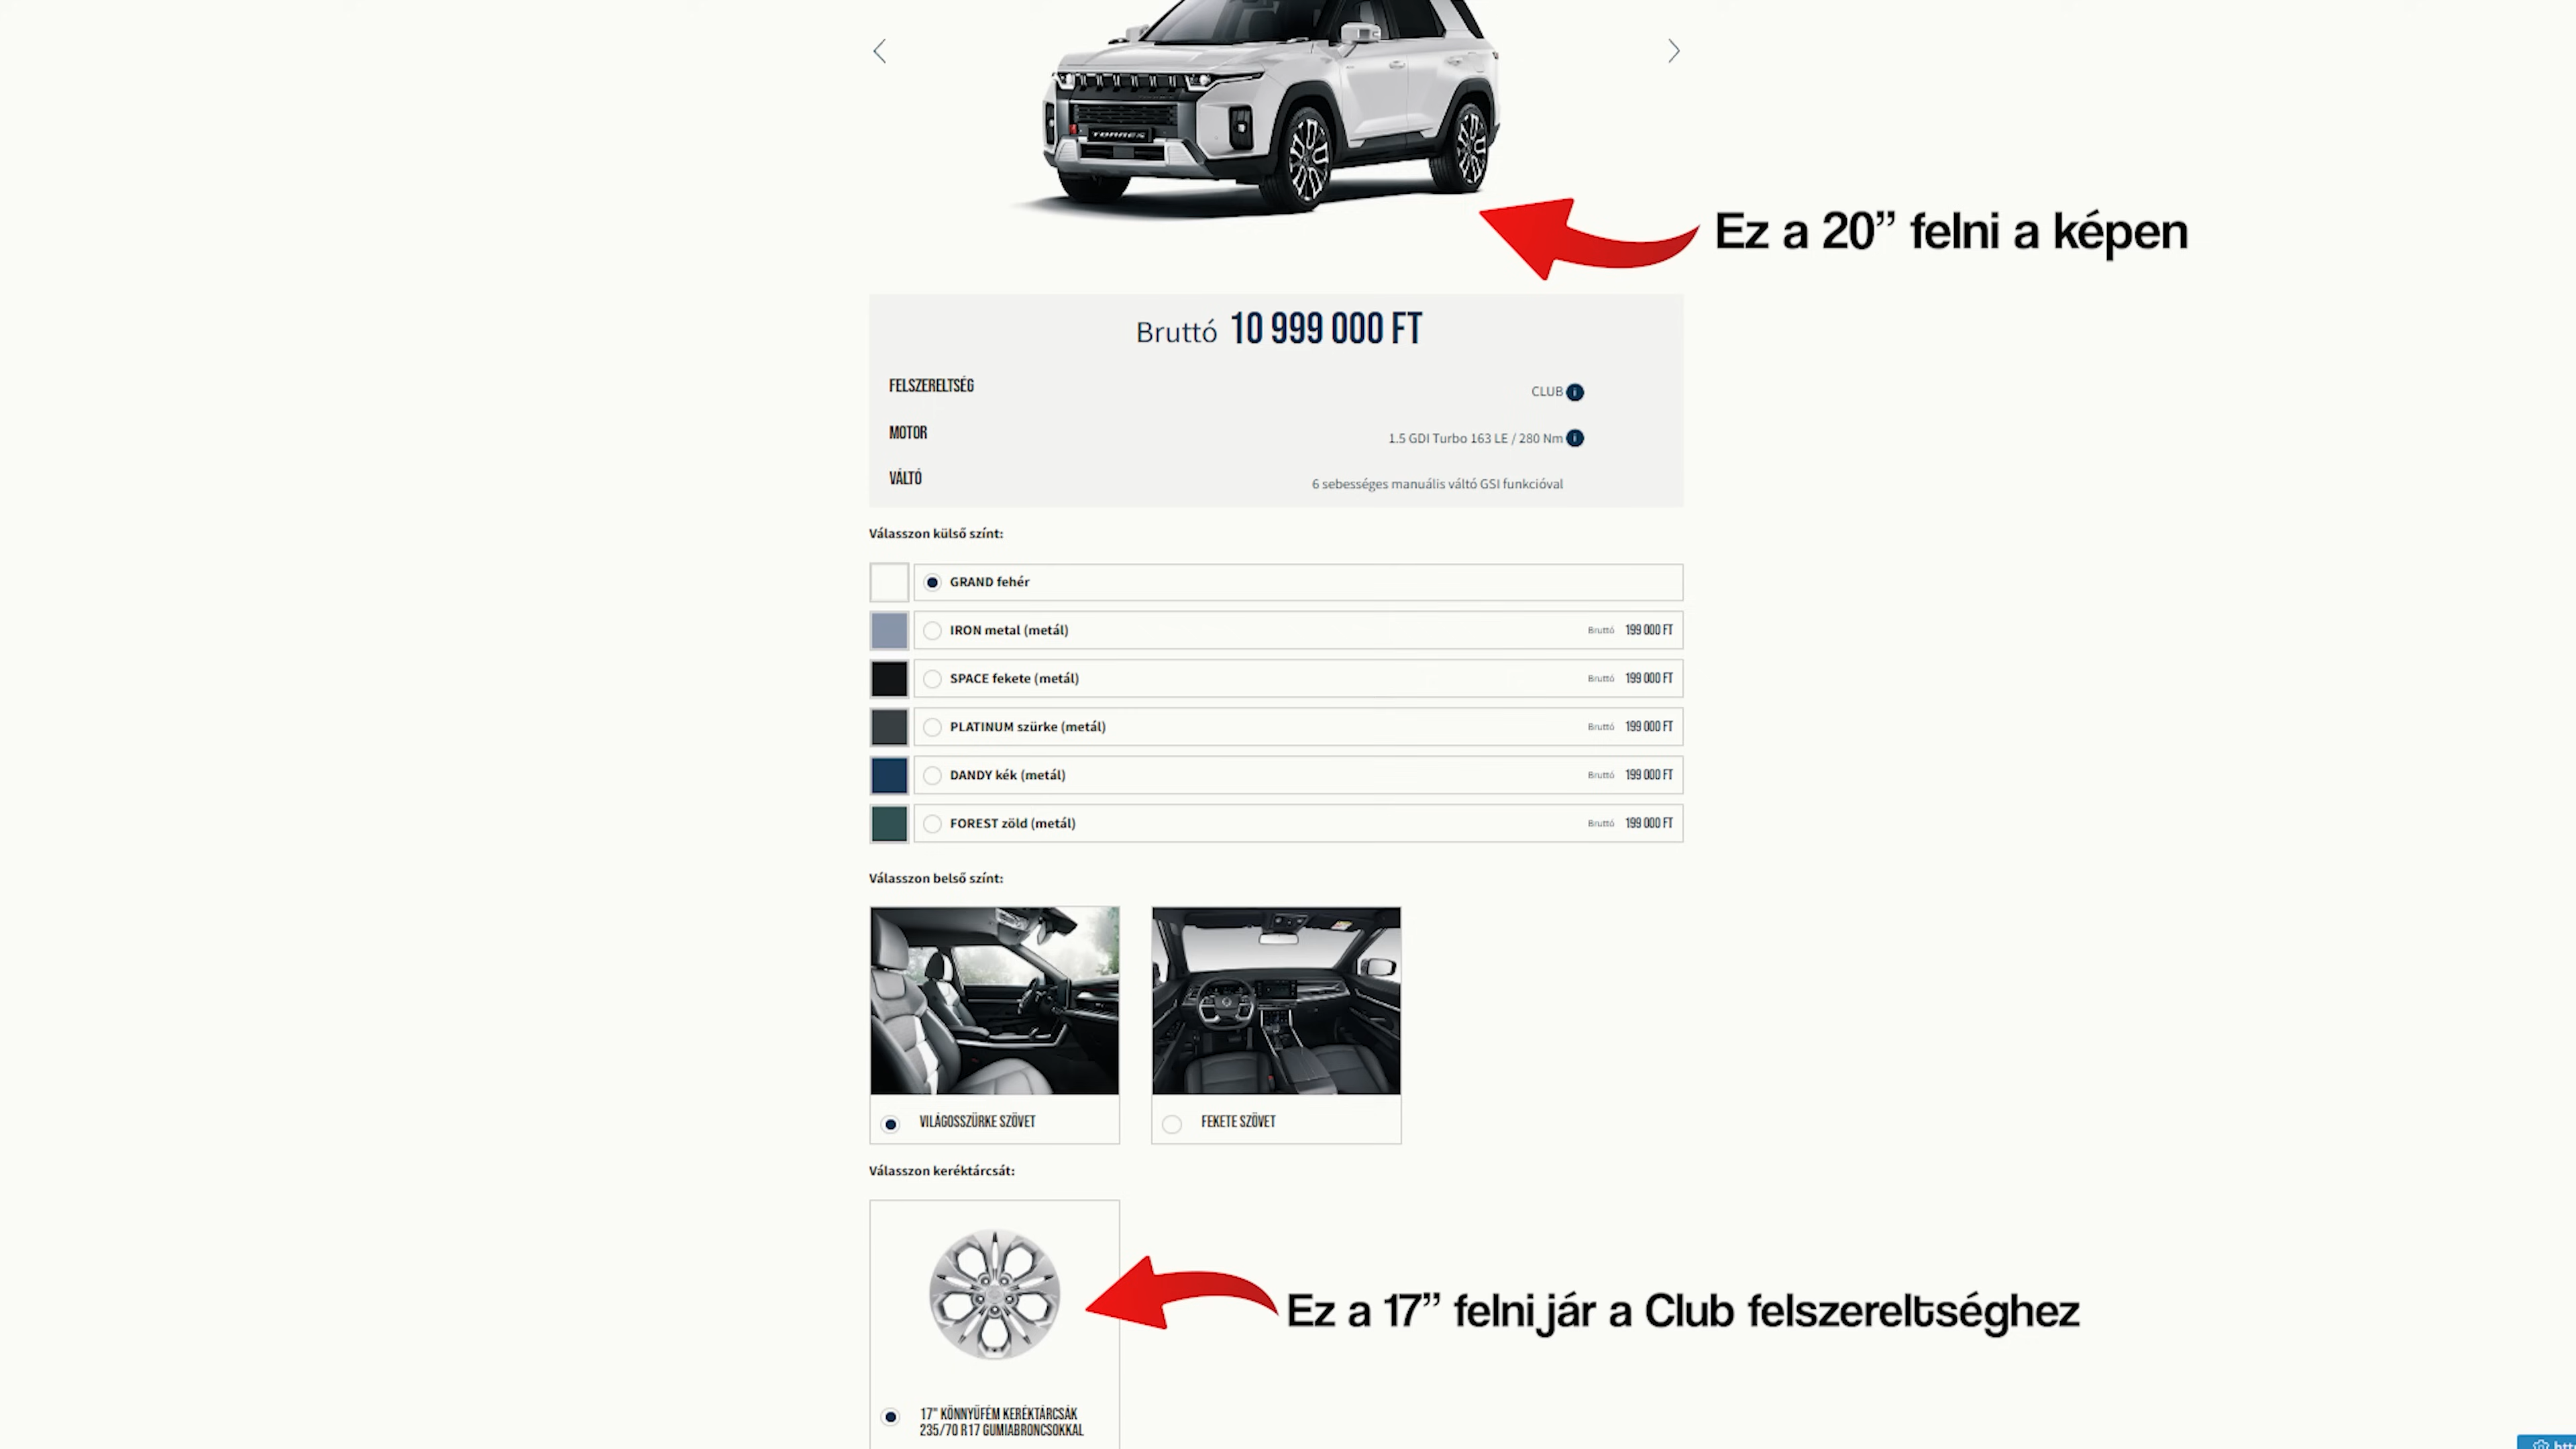 TORRES
Ez a 20” felni a képen
Bruttó 10 999 000 FT
FELSZERELTSÉG
CLUB i
MOTOR
1.5 GDI Turbo 163 LE / 280 Nm i
VÁLTÓ
6 sebességes manuális váltó GSI funkcióval
Válasszon külső színt:
GRAND fehér
IRON metal (metál) Bruttó 199 000 FT
SPACE fekete (metál) Bruttó 199 000 FT
PLATINUM szürke (metál) Bruttó 199 000 FT
DANDY kék (metál) Bruttó 199 000 FT
FOREST zöld (metál) Bruttó 199 000 FT
Válasszon belső színt:
VILÁGOSSZÜRKE SZÖVET
FEKETE SZÖVET
Válasszon keréktárcsát:
Ez a 17” felni jár a Club felszereltséghez
17" KÖNNYŰFÉM KERÉKTÁRCSÁK
235/70 R17 GUMIABRONCSOKKAL